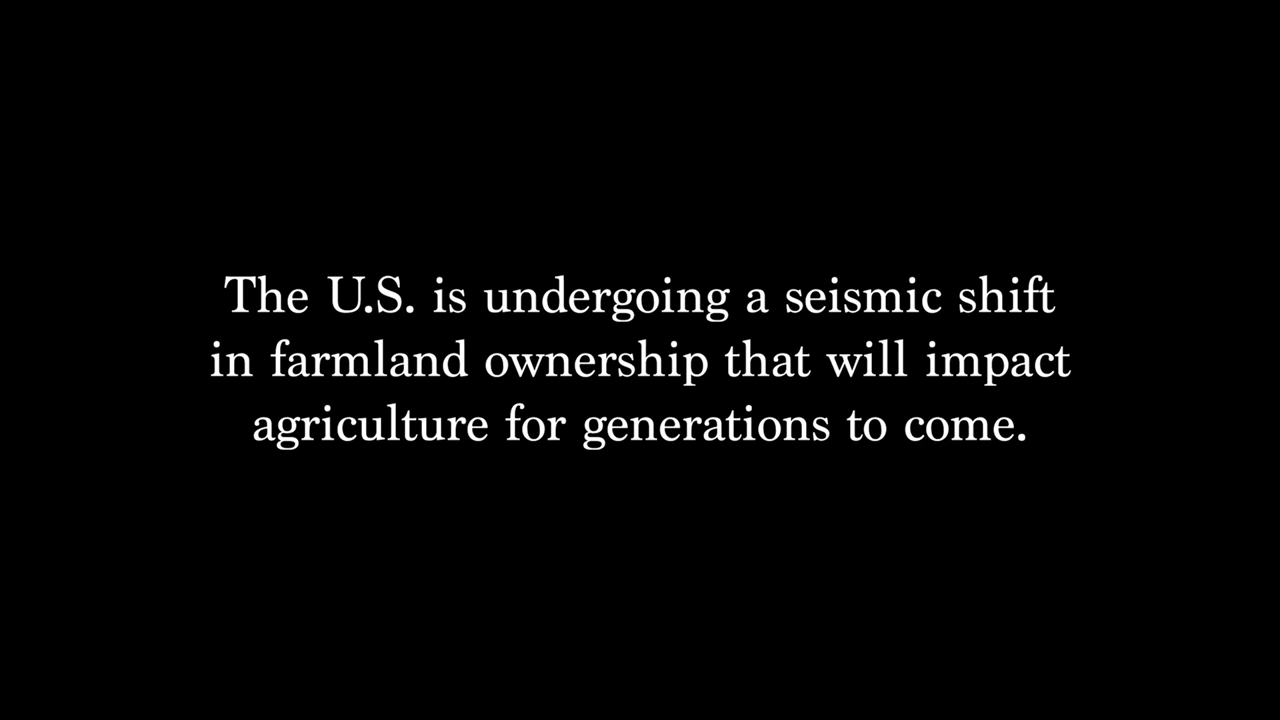 The U.S. is undergoing a seismic shift
in farmland ownership that will impact
agriculture for generations to come.